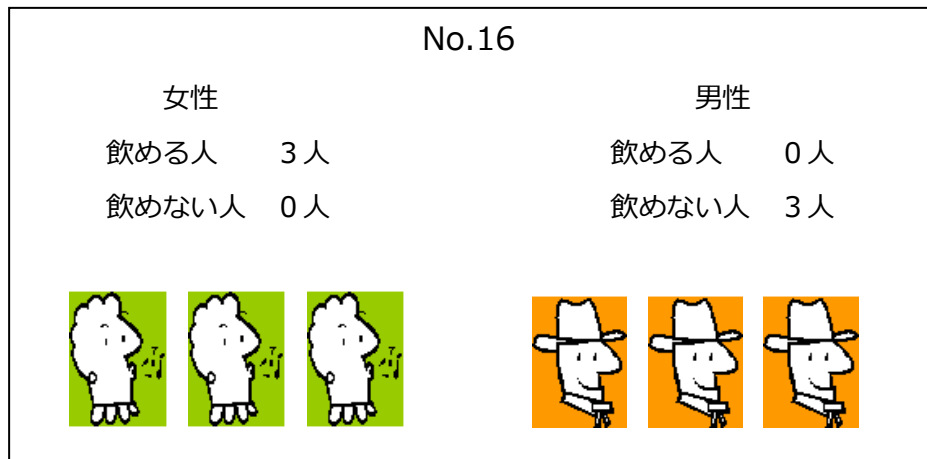 No.16
女性
飲める人 3人
飲めない人 0人
男性
飲める人 0人
飲めない人 3人